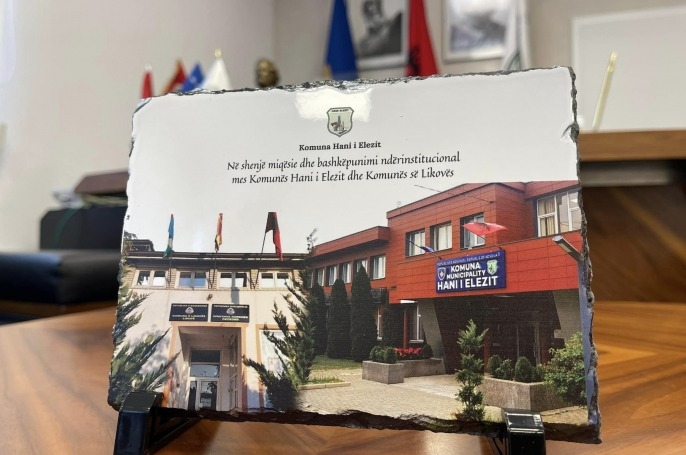 Komuna Hani i Elezit
Në shenjë miqësie dhe bashkëpunimi ndërinstitucional
mes Komunës Hani i Elezit dhe Komunës së Likovës
KOMUNA
MUNICIPALITY
HANI I ELEZIT